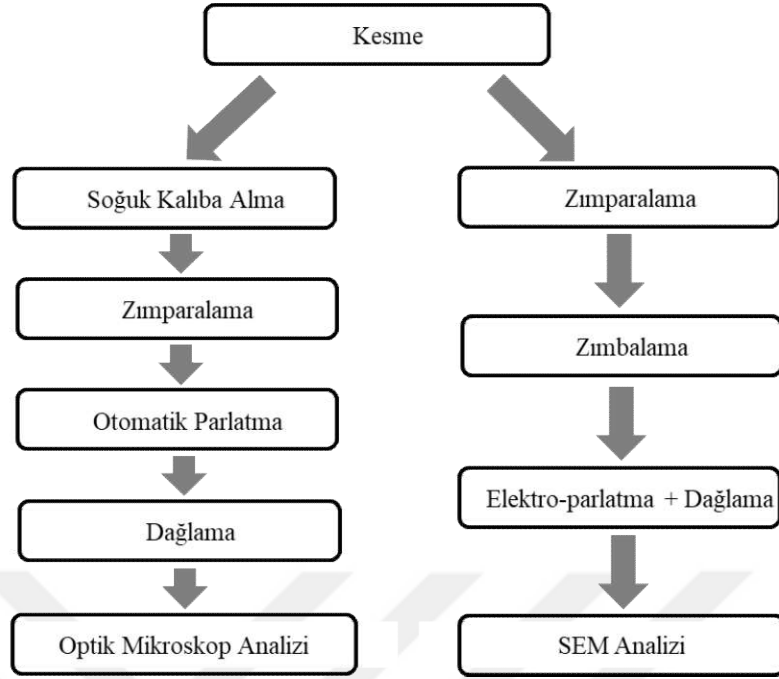 Kesme
Soğuk Kalıba Alma
Zımparalama
Otomatik Parlatma
Dağlama
Optik Mikroskop Analizi
Zımparalama
Zımbalama
Elektro-parlatma + Dağlama
SEM Analizi